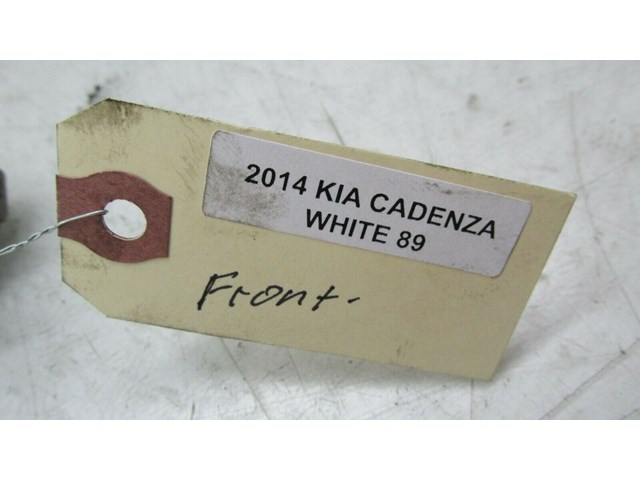 2014 KIA CADENZA
WHITE 89
Front.